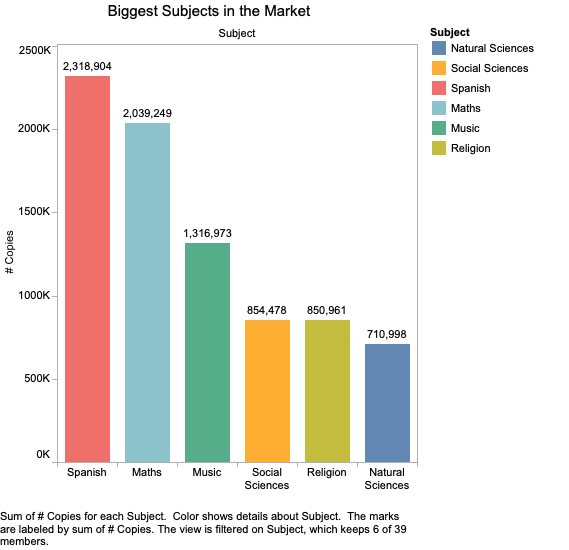 Biggest Subjects in the Market
Subject
Subject
Natural Sciences
Social Sciences
Spanish
Maths
Music
Religion
2500K
2000K
1500K
1000K
500K
0K
# Copies
2,318,904
2,039,249
1,316,973
854,478
850,961
710,998
Spanish
Maths
Music
Social
Sciences
Religion
Natural
Sciences
Sum of # Copies for each Subject.  Color shows details about Subject.  The marks
are labeled by sum of # Copies. The view is filtered on Subject, which keeps 6 of 39
members.